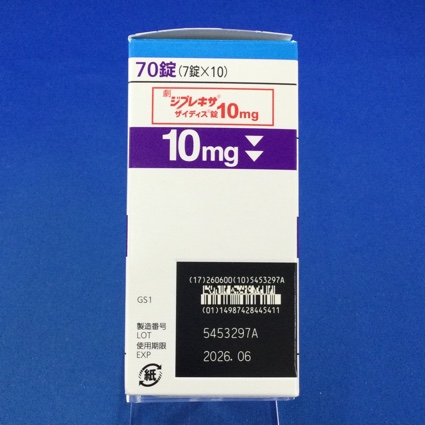 70錠(7錠×10)
劇 ジプレキサ®
ザイディス®錠10mg
10mg
(17)260600(10)5453297A
(01)14987428445411
GS1
製造番号
LOT 5453297A
使用期限
EXP 2026.06
紙